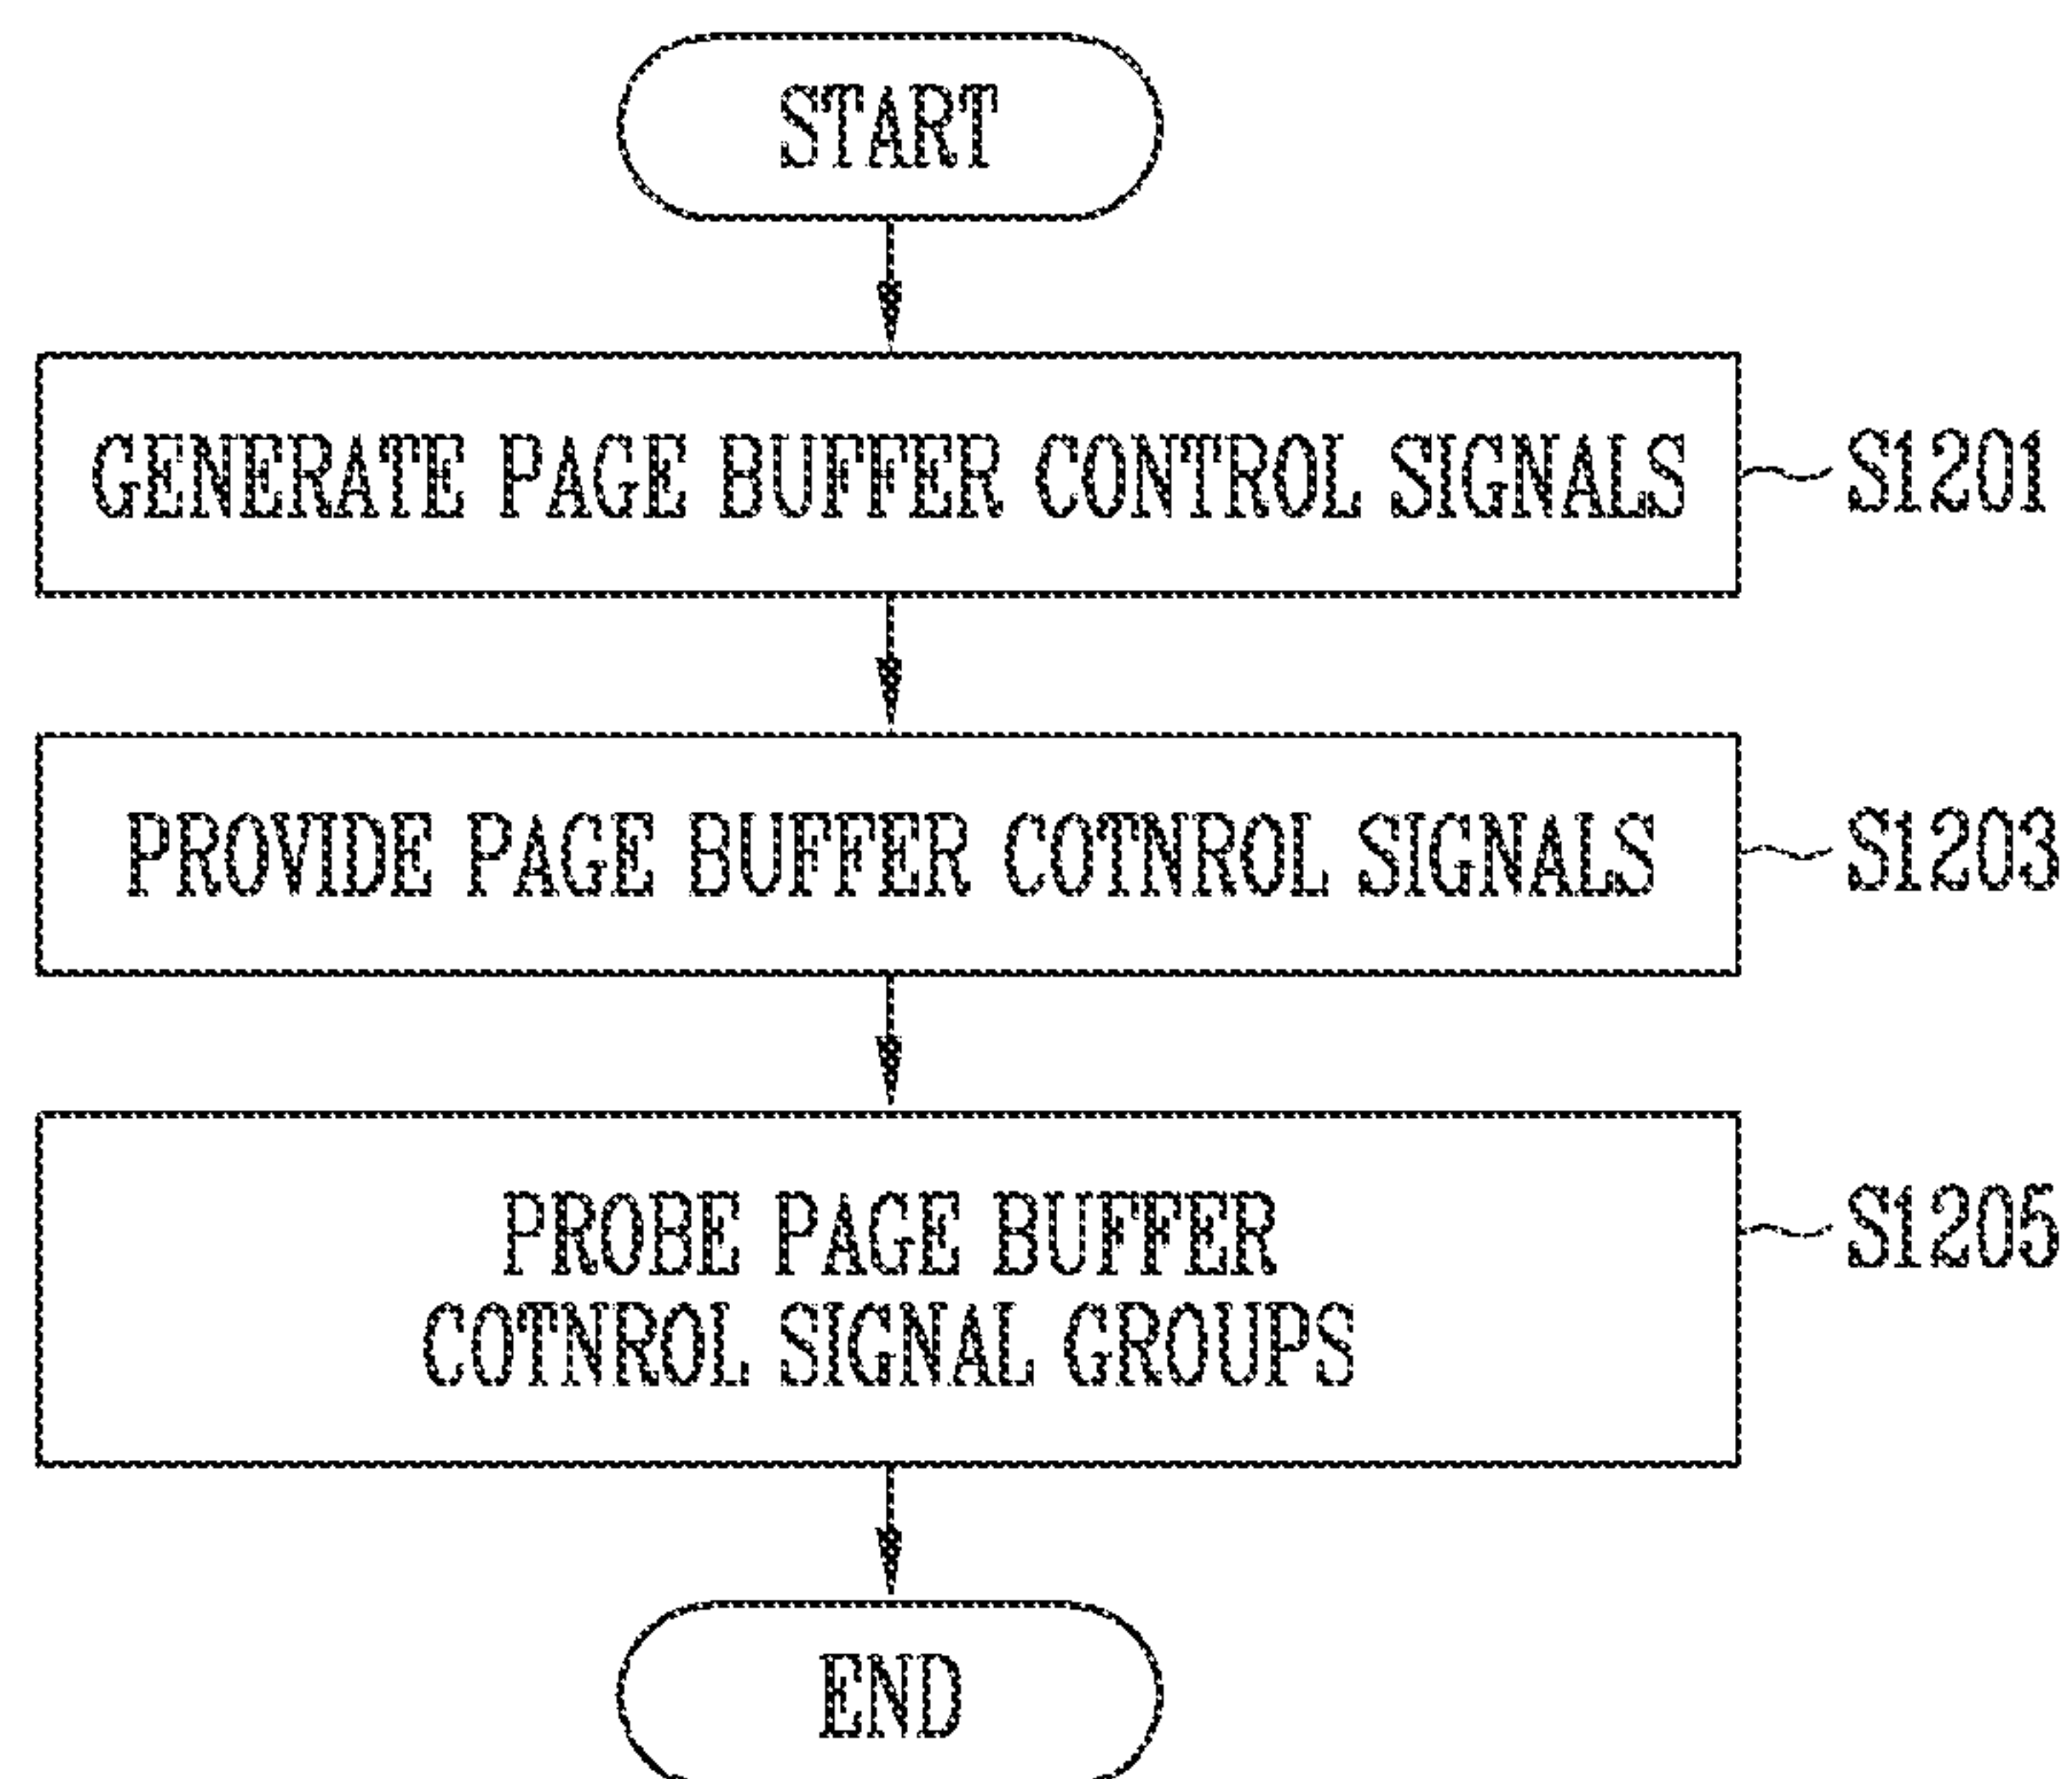 START
GENERATE PAGE BUFFER CONTROL SIGNALS
S1201
PROVIDE PAGE BUFFER COTNROL SIGNALS
S1203
PROBE PAGE BUFFER
COTNROL SIGNAL GROUPS
S1205
END